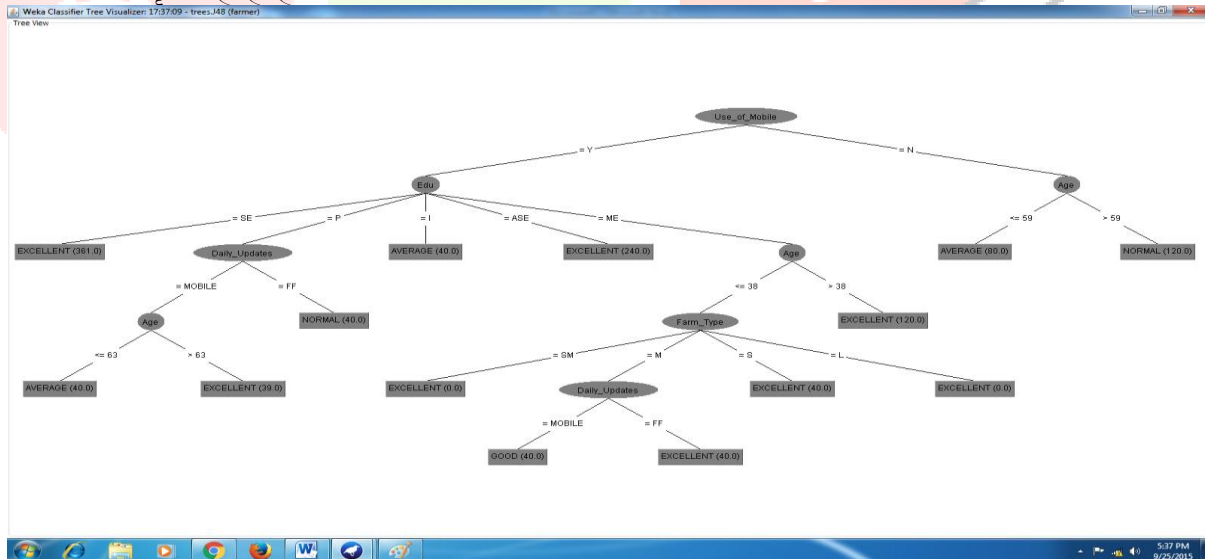 Weka Classifier Tree Visualizer: 17:37:09 - trees.J48 (farmer)
Tree View
Use_of_Mobile
= Y
= N
Edu
Age
= SE
= P
= I
= ASE
= ME
<= 59
> 59
EXCELLENT (361.0)
Daily_Updates
AVERAGE (40.0)
EXCELLENT (240.0)
Age
AVERAGE (80.0)
NORMAL (120.0)
= MOBILE
= FF
<= 38
> 38
Age
NORMAL (40.0)
Farm_Type
EXCELLENT (120.0)
<= 63
> 63
= SM
= M
= S
= L
AVERAGE (40.0)
EXCELLENT (39.0)
EXCELLENT (0.0)
Daily_Updates
EXCELLENT (40.0)
EXCELLENT (0.0)
= MOBILE
= FF
GOOD (40.0)
EXCELLENT (40.0)
5:37 PM
9/25/2015